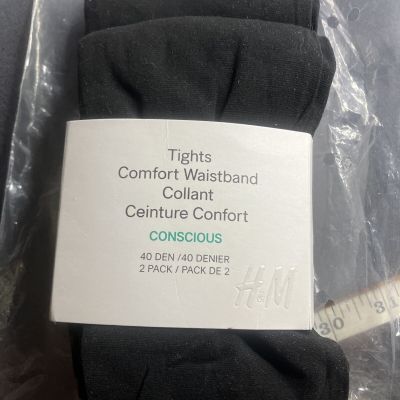 Tights
Comfort Waistband
Collant
Ceinture Confort
CONSCIOUS
40 DEN /40 DENIER
2 PACK / PACK DE 2
H&M
30
31